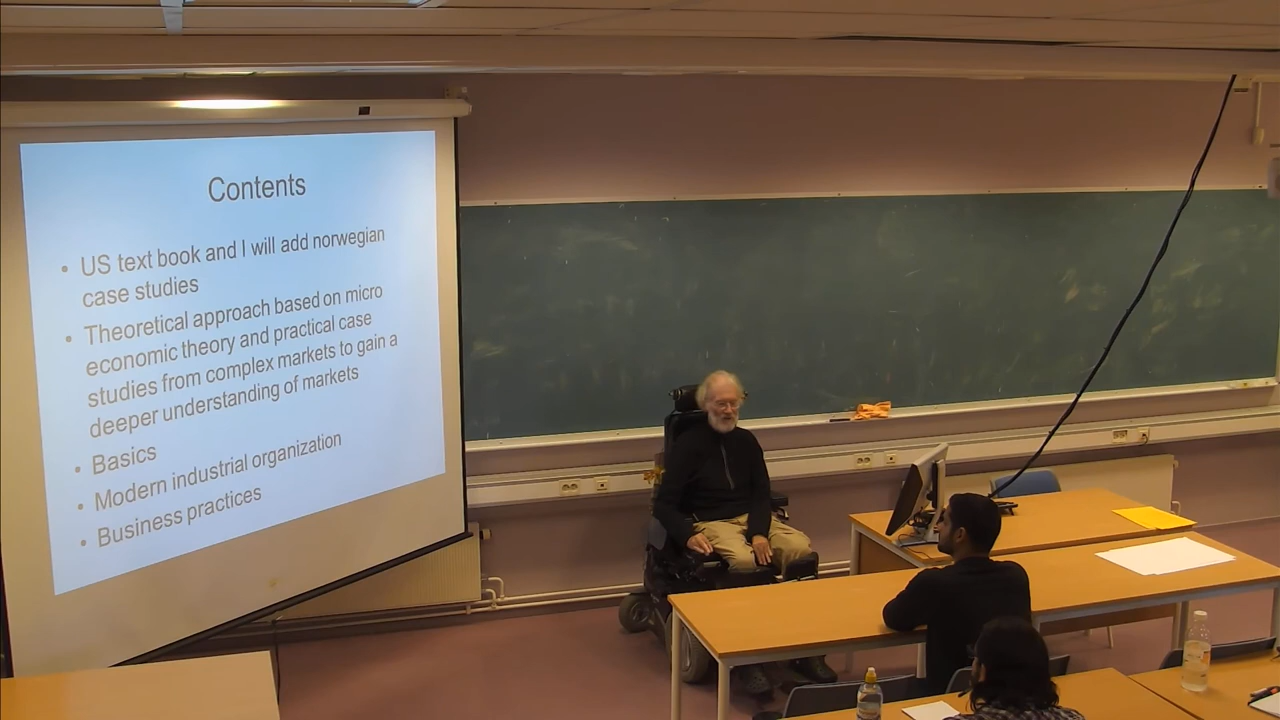 Contents
• US text book and I will add norwegian
case studies
• Theoretical approach based on micro
economic theory and practical case
studies from complex markets to gain a
deeper understanding of markets
• Basics
• Modern industrial organization
• Business practices